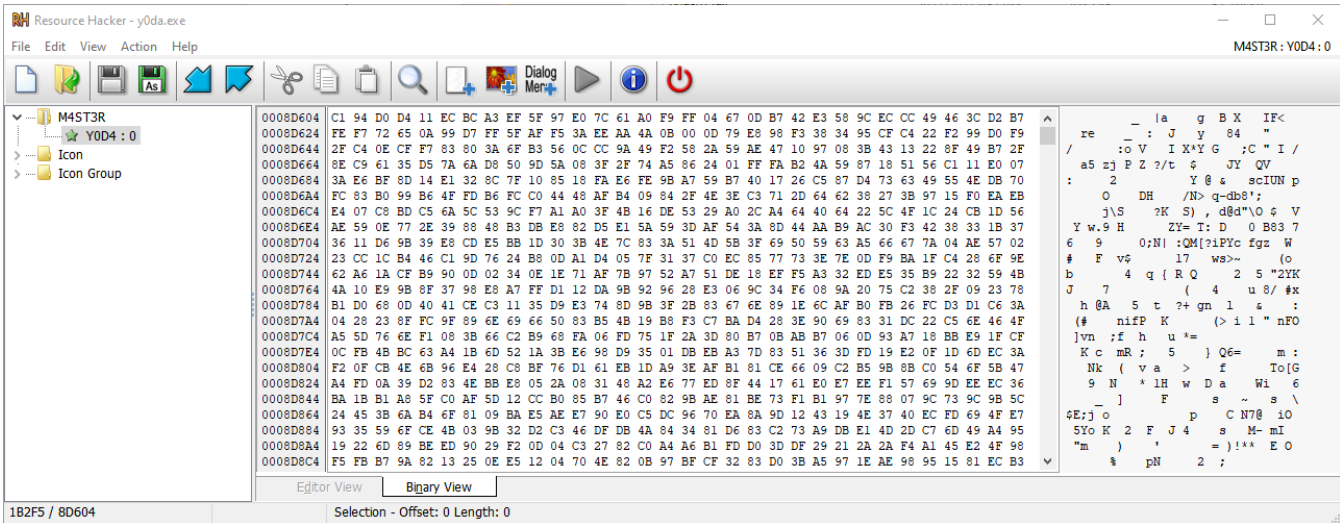 Resource Hacker - y0da.exe
File Edit View Action Help
M4ST3R : Y0D4 : 0
As
Dialog
Menu
M4ST3R
Y0D4 : 0
Icon
Icon Group
0008D604 C1 94 D0 D4 11 EC BC A3 EF 5F 97 E0 7C 61 A0 F9 FF 04 67 0D B7 42 E3 58 9C EC CC 49 46 3C D2 B7
0008D624 FE F7 72 65 0A 99 D7 FF 5F AF F5 3A EE AA 4A 0B 00 0D 79 E8 98 F3 38 34 95 CF C4 22 F2 99 D0 F9
0008D644 2F C4 0E CF F7 83 80 3A 6F B3 56 0C CC 9A 49 F2 58 2A 59 AE 47 10 97 08 3B 43 13 22 8F 49 B7 2F
0008D664 8E C9 61 35 D5 7A 6A D8 50 9D 5A 08 3F 2F 74 A5 86 24 01 FF FA B2 4A 59 87 18 51 56 C1 11 E0 07
0008D684 3A E6 BF 8D 14 E1 32 8C 7F 10 85 18 FA E6 FE 9B A7 59 B7 40 17 26 C5 87 D4 73 63 49 55 4E DB 70
0008D6A4 FC 83 B0 99 B6 4F FD B6 FC C0 44 48 AF B4 09 84 2F 4E 3E C3 71 2D 64 62 38 27 3B 97 15 F0 EA EB
0008D6C4 E4 07 C8 BD C5 6A 5C 53 9C F7 A1 A0 3F 4B 16 DE 53 29 A0 2C A4 64 40 64 22 5C 4F 1C 24 CB 1D 56
0008D6E4 AE 59 0E 77 2E 39 88 48 B3 DB E8 82 D5 E1 5A 59 3D AF 54 3A 8D 44 AA B9 AC 30 F3 42 38 33 1B 37
0008D704 36 11 D6 9B 39 E8 CD E5 BB 1D 30 3B 4E 7C 83 3A 51 4D 5B 3F 69 50 59 63 A5 66 67 7A 04 AE 57 02
0008D724 23 CC 1C B4 46 C1 9D 76 24 B8 0D A1 D4 05 7F 31 37 C0 EC 85 77 73 3E 7E 0D F9 BA 1F C4 28 6F 9E
0008D744 62 A6 1A CF B9 90 0D 02 34 0E 1E 71 AF 7B 97 52 A7 51 DE 18 EF F5 A3 32 ED E5 35 B9 22 32 59 4B
0008D764 4A 10 E9 9B 8F 37 98 E8 A7 FF D1 12 DA 9B 92 96 28 E3 06 9C 34 F6 08 9A 20 75 C2 38 2F 09 23 78
0008D784 B1 D0 68 0D 40 41 CE C3 11 35 D9 E3 74 8D 9B 3F 2B 83 67 6E 89 1E 6C AF B0 FB 26 FC D3 D1 C6 3A
0008D7A4 04 28 23 8F FC 9F 89 6E 69 66 50 83 B5 4B 19 B8 F3 C7 BA D4 28 3E 90 69 83 31 DC 22 C5 6E 46 4F
0008D7C4 A5 5D 76 6E F1 08 3B 66 C2 B9 68 FA 06 FD 75 1F 2A 3D 80 B7 0B AB B7 06 0D 93 A7 18 BB E9 1F CF
0008D7E4 0C FB 4B BC 63 A4 1B 6D 52 1A 3B E6 98 D9 35 01 DB EB A3 7D 83 51 36 3D FD 19 E2 0F 1D 6D EC 3A
0008D804 F2 0F CB 4E 6B 96 E4 28 C8 BF 76 D1 61 EB 1D A9 3E AF B1 81 CE 66 09 C2 B5 9B 8B C0 54 6F 5B 47
0008D824 A4 FD 0A 39 D2 83 4E BB E8 05 2A 08 31 48 A2 E6 77 ED 8F 44 17 61 E0 E7 EE F1 57 69 9D EE EC 36
0008D844 BA 1B B1 A8 5F C0 AF 5D 12 CC B0 85 B7 46 C0 82 9B AE 81 BE 73 F1 B1 97 7E 88 07 9C 73 9C 9B 5C
0008D864 24 45 3B 6A B4 6F 81 09 BA E5 AE E7 90 E0 C5 DC 96 70 EA 8A 9D 12 43 19 4E 37 40 EC FD 69 4F E7
0008D884 93 35 59 6F CE 4B 03 9B 32 D2 C3 46 DF DB 4A 84 34 81 D6 83 C2 73 A9 DB E1 4D 2D C7 6D 49 A4 95
0008D8A4 19 22 6D 89 BE ED 90 29 F2 0D 04 C3 27 82 C0 A4 A6 B1 FD D0 3D DF 29 21 2A 2A F4 A1 45 E2 4F 98
0008D8C4 F5 FB B7 9A 82 13 25 0E E5 12 04 70 4E 82 0B 97 BF CF 32 83 D0 3B A5 97 1E AE 98 95 15 81 EC B3
Editor View Binary View
1B2F5 / 8D604 Selection - Offset: 0 Length: 0